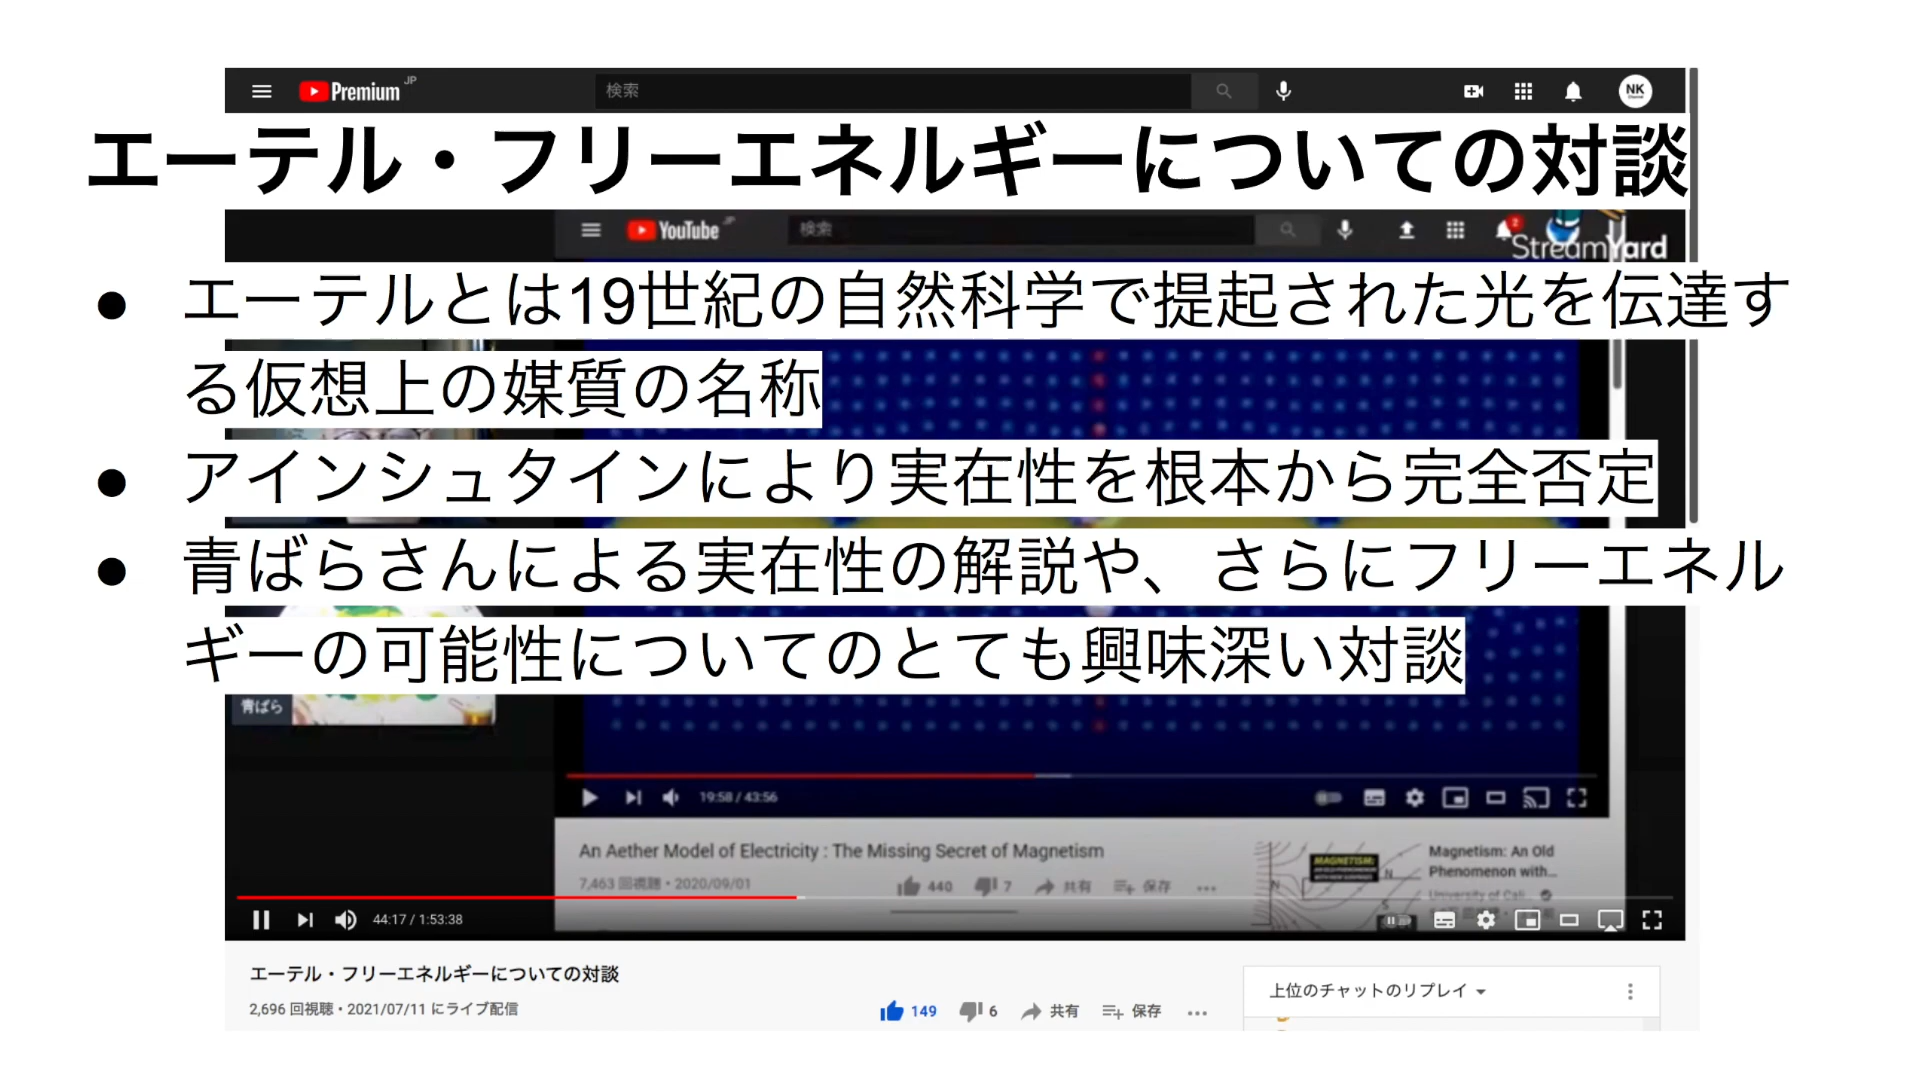 Premium JP
検索
NK
エーテル・フリーエネルギーについての対談
YouTube JP
検索
2
StreamYard
● エーテルとは19世紀の自然科学で提起された光を伝達す
る仮想上の媒質の名称
● アインシュタインにより実在性を根本から完全否定
● 青ばらさんによる実在性の解説や、さらにフリーエネル
ギーの可能性についてのとても興味深い対談
青ばら
19:58 / 43:56
An Aether Model of Electricity : The Missing Secret of Magnetism
7,463 回視聴・2020/09/01
440
7
共有
保存
MAGNETISM:
N
N
S
Magnetism: An Old
Phenomenon with...
University of Cali...
44:17 / 1:53:38
エーテル・フリーエネルギーについての対談
2,696 回視聴・2021/07/11 にライブ配信
149
6
共有
保存
上位のチャットのリプレイ